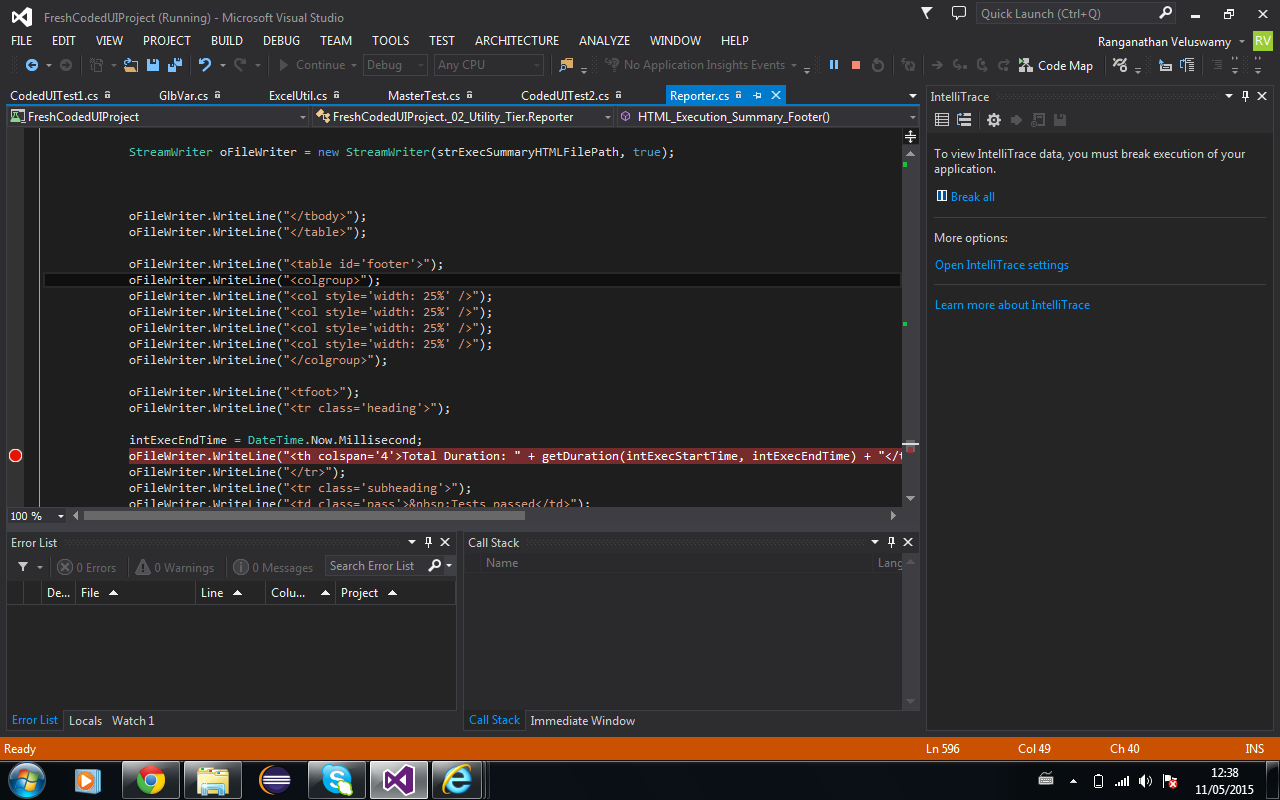 FreshCodedUIProject (Running) - Microsoft Visual Studio
Quick Launch (Ctrl+Q)
FILE EDIT VIEW PROJECT BUILD DEBUG TEAM TOOLS TEST ARCHITECTURE ANALYZE WINDOW HELP
Ranganathan Veluswamy RV
Continue Debug Any CPU No Application Insights Events Code Map
CodedUITest1.cs GlbVar.cs ExcelUtil.cs MasterTest.cs CodedUITest2.cs Reporter.cs
FreshCodedUIProject FreshCodedUIProject._02_Utility_Tier.Reporter HTML_Execution_Summary_Footer()
StreamWriter oFileWriter = new StreamWriter(strExecSummaryHTMLFilePath, true);
oFileWriter.WriteLine("</tbody>");
oFileWriter.WriteLine("</table>");
oFileWriter.WriteLine("<table id='footer'>");
oFileWriter.WriteLine("<colgroup>");
oFileWriter.WriteLine("<col style='width: 25%' />");
oFileWriter.WriteLine("<col style='width: 25%' />");
oFileWriter.WriteLine("<col style='width: 25%' />");
oFileWriter.WriteLine("<col style='width: 25%' />");
oFileWriter.WriteLine("</colgroup>");
oFileWriter.WriteLine("<tfoot>");
oFileWriter.WriteLine("<tr class='heading'>");
intExecEndTime = DateTime.Now.Millisecond;
oFileWriter.WriteLine("<th colspan='4'>Total Duration: " + getDuration(intExecStartTime, intExecEndTime) + "</t
oFileWriter.WriteLine("</tr>");
oFileWriter.WriteLine("<tr class='subheading'>");
oFileWriter.WriteLine("<td class='pass'>&nbsp;Tests passed</td>");
100 %
IntelliTrace
To view IntelliTrace data, you must break execution of your
application.
Break all
More options:
Open IntelliTrace settings
Learn more about IntelliTrace
Error List
0 Errors 0 Warnings 0 Messages Search Error List
De... File Line Colu... Project
Error List Locals Watch 1
Call Stack
Name Lang
Call Stack Immediate Window
Ready Ln 596 Col 49 Ch 40 INS
12:38
11/05/2015